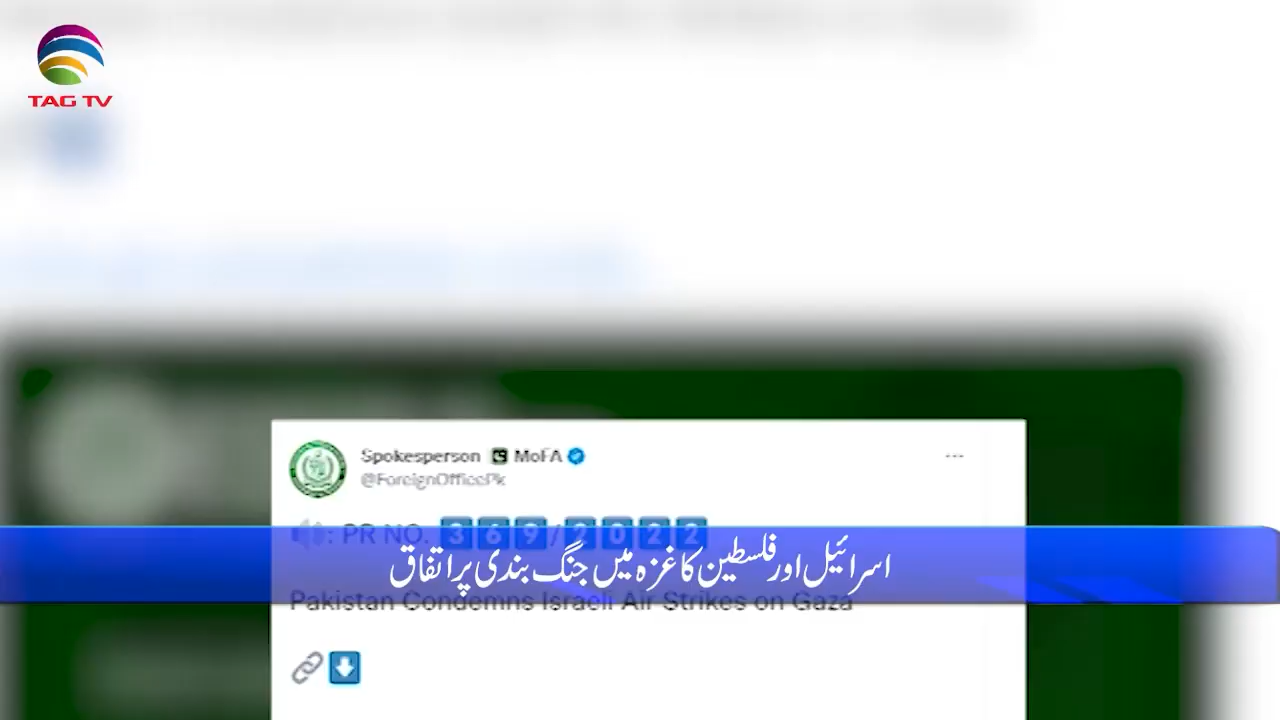 TAG TV
Spokesperson MoFA
@ForeignOfficePk
...
: PR NO. 369/2022
اسرائیل اور فلسطین کا غزہ میں جنگ بندی پر اتفاق
Pakistan Condemns Israeli Air Strikes on Gaza